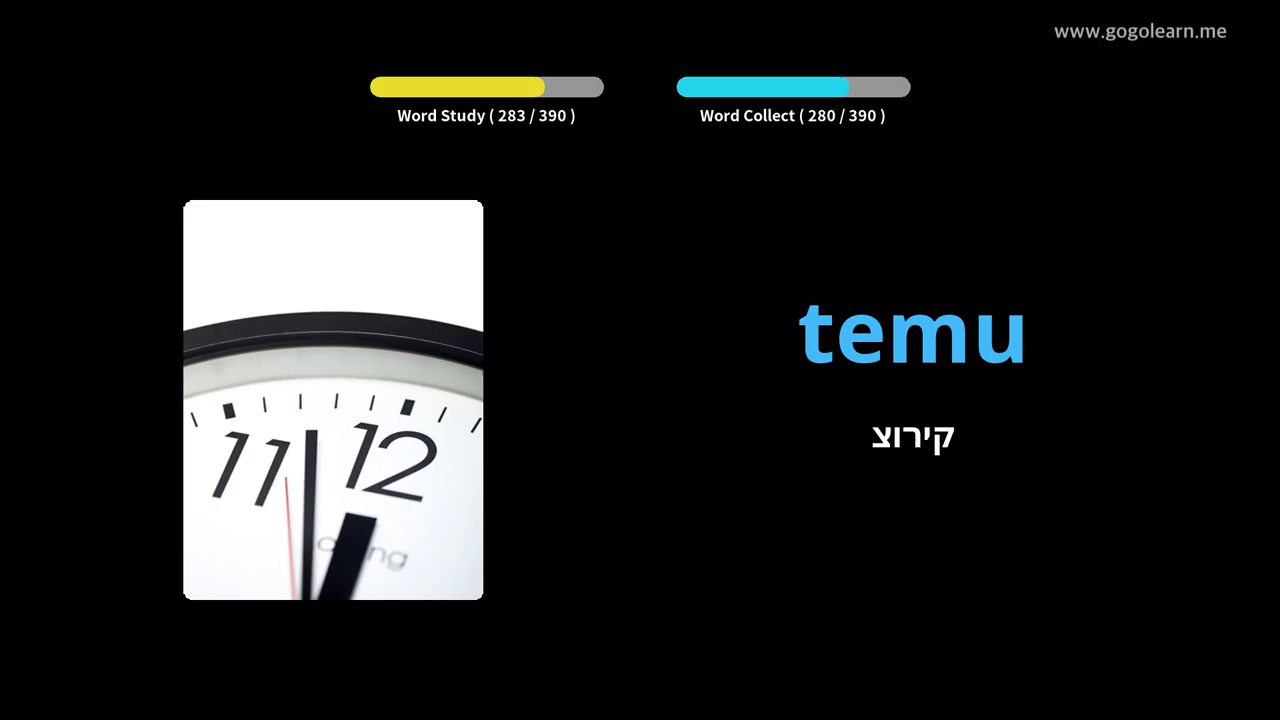 www.gogolearn.me
Word Study ( 283 / 390 )
Word Collect ( 280 / 390 )
temu
קירוצ
11 12